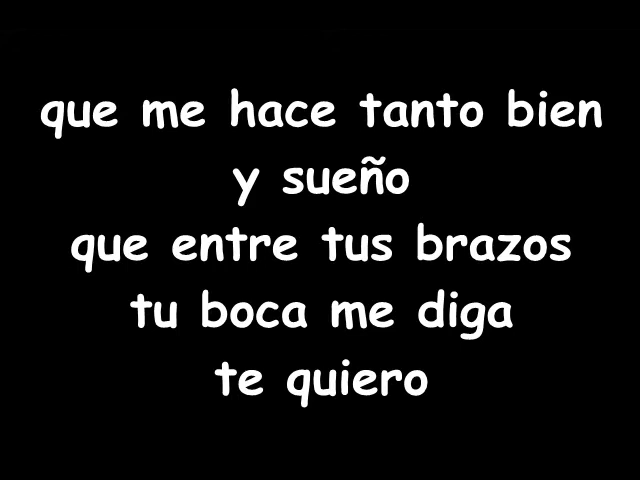 que me hace tanto bien
y sueño
que entre tus brazos
tu boca me diga
te quiero